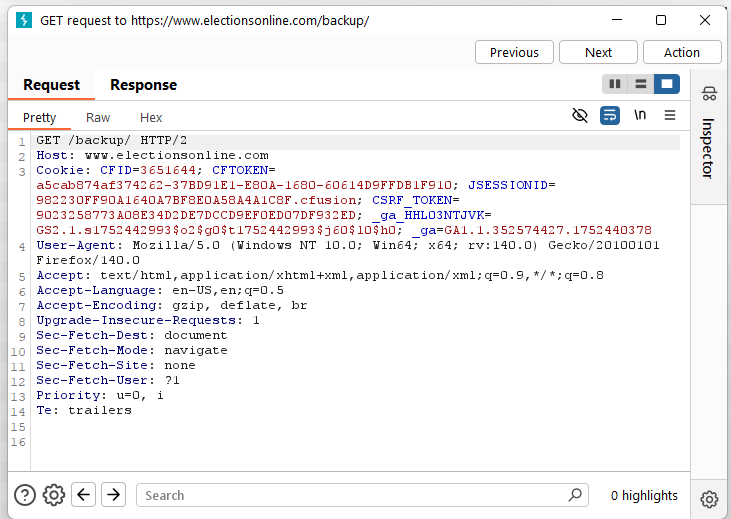 GET request to https://www.electionsonline.com/backup/
Previous Next Action
Request Response
Pretty Raw Hex \n
Inspector
1 GET /backup/ HTTP/2
2 Host: www.electionsonline.com
3 Cookie: CFID=3651644; CFTOKEN=
a5cab874af374262-37BD91E1-E80A-1680-60614D9FFDB1F910; JSESSIONID=
982230FF90A1640A7BF8E0A58A4A1C8F.cfusion; CSRF_TOKEN=
9023258773A08E34D2DE7DCCD9EF0ED07DF932ED; _ga_HHL03NTJVK=
GS2.1.s1752442993$o2$g0$t1752442993$j60$l0$h0; _ga=GA1.1.352574427.1752440378
4 User-Agent: Mozilla/5.0 (Windows NT 10.0; Win64; x64; rv:140.0) Gecko/20100101
Firefox/140.0
5 Accept: text/html,application/xhtml+xml,application/xml;q=0.9,*/*;q=0.8
6 Accept-Language: en-US,en;q=0.5
7 Accept-Encoding: gzip, deflate, br
8 Upgrade-Insecure-Requests: 1
9 Sec-Fetch-Dest: document
10 Sec-Fetch-Mode: navigate
11 Sec-Fetch-Site: none
12 Sec-Fetch-User: ?1
13 Priority: u=0, i
14 Te: trailers
15
16
Search
0 highlights